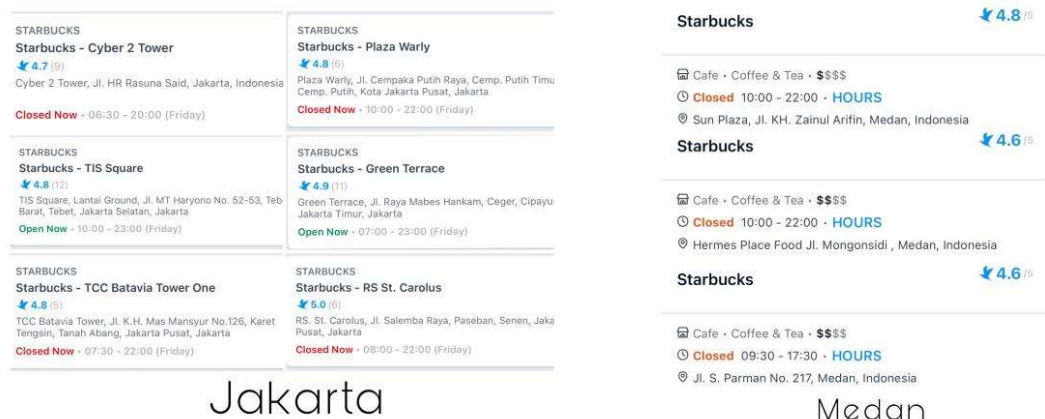 STARBUCKS
Starbucks - Cyber 2 Tower
4.7 (9)
Cyber 2 Tower, Jl. HR Rasuna Said, Jakarta, Indonesia
Closed Now • 06:30 - 20:00 (Friday)
STARBUCKS
Starbucks - Plaza Warly
4.8 (6)
Plaza Warly, Jl. Cempaka Putih Raya, Cemp. Putih Timu
Cemp. Putih, Kota Jakarta Pusat, Jakarta
Closed Now • 10:00 - 22:00 (Friday)
STARBUCKS
Starbucks - TIS Square
4.8 (12)
TIS Square, Lantai Ground, Jl. MT Haryono No. 52-53, Teb
Barat, Tebet, Jakarta Selatan, Jakarta
Open Now • 10:00 - 23:00 (Friday)
STARBUCKS
Starbucks - Green Terrace
4.9 (11)
Green Terrace, Jl. Raya Mabes Hankam, Ceger, Cipayu
Jakarta Timur, Jakarta
Open Now • 07:00 - 23:00 (Friday)
STARBUCKS
Starbucks - TCC Batavia Tower One
4.8 (5)
TCC Batavia Tower, Jl. K.H. Mas Mansyur No.126, Karet
Tengsin, Tanah Abang, Jakarta Pusat, Jakarta
Closed Now • 07:30 - 22:00 (Friday)
STARBUCKS
Starbucks - RS St. Carolus
5.0 (6)
RS. St. Carolus, Jl. Salemba Raya, Paseban, Senen, Jaka
Pusat, Jakarta
Closed Now • 08:00 - 22:00 (Friday)
Jakarta
Starbucks 4.8 /5
Cafe • Coffee & Tea • $$$$
Closed 10:00 - 22:00 • HOURS
Sun Plaza, Jl. KH. Zainul Arifin, Medan, Indonesia
Starbucks 4.6 /5
Cafe • Coffee & Tea • $$$$
Closed 10:00 - 22:00 • HOURS
Hermes Place Food Jl. Mongonsidi , Medan, Indonesia
Starbucks 4.6 /5
Cafe • Coffee & Tea • $$$$
Closed 09:30 - 17:30 • HOURS
Jl. S. Parman No. 217, Medan, Indonesia
Medan